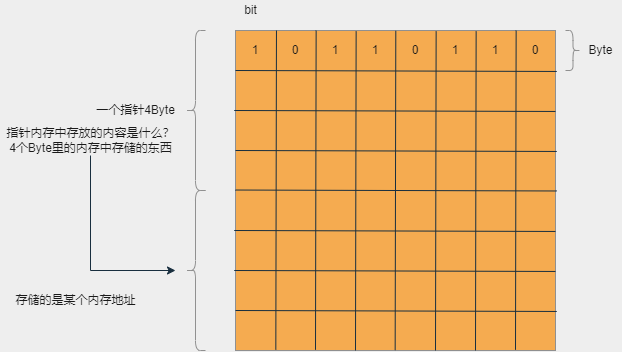 bit
1 0 1 1 0 1 1 0
Byte
一个指针4Byte
指针内存中存放的内容是什么?
4个Byte里的内存中存储的东西
存储的是某个内存地址